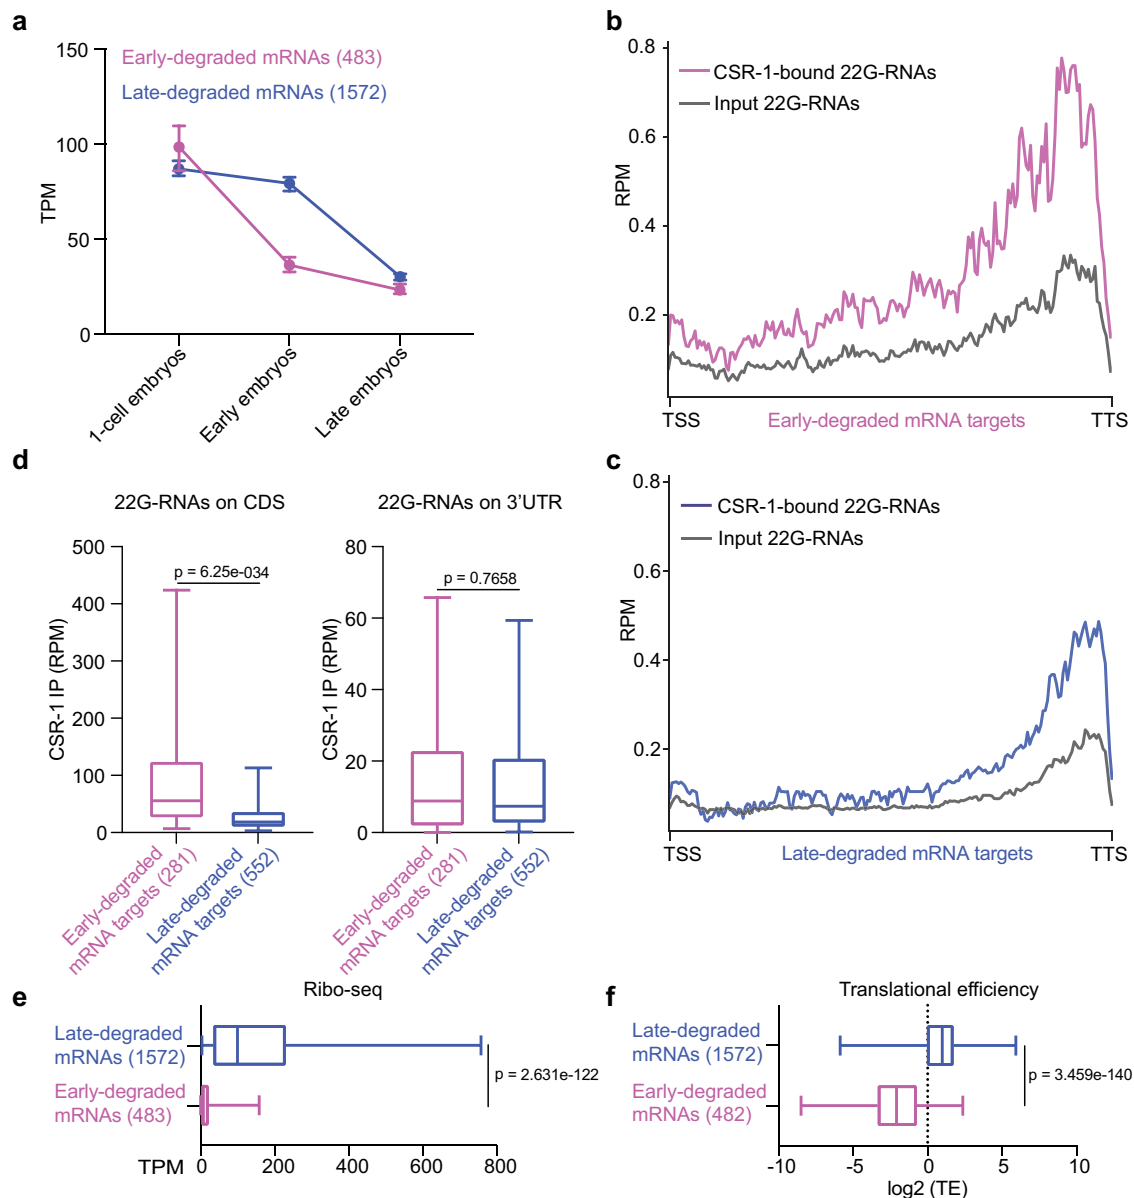 a
150
100
50
0
TPM
Early-degraded mRNAs (483)
Late-degraded mRNAs (1572)
1-cell embryos
Early embryos
Late embryos
b
0.8
0.6
0.4
0.2
RPM
CSR-1-bound 22G-RNAs
Input 22G-RNAs
TSS
Early-degraded mRNA targets
TTS
c
0.8
0.6
0.4
0.2
RPM
CSR-1-bound 22G-RNAs
Input 22G-RNAs
TSS
Late-degraded mRNA targets
TTS
d
22G-RNAs on CDS
500
400
300
200
100
0
CSR-1 IP (RPM)
p = 6.25e-034
Early-degraded
mRNA targets (281)
Late-degraded
mRNA targets (552)
22G-RNAs on 3'UTR
80
60
40
20
0
CSR-1 IP (RPM)
p = 0.7658
Early-degraded
mRNA targets (281)
Late-degraded
mRNA targets (552)
e
Ribo-seq
Late-degraded
mRNAs (1572)
Early-degraded
mRNAs (483)
p = 2.631e-122
TPM
0
200
400
600
800
f
Translational efficiency
Late-degraded
mRNAs (1572)
Early-degraded
mRNAs (482)
p = 3.459e-140
-10
-5
0
5
10
log2 (TE)